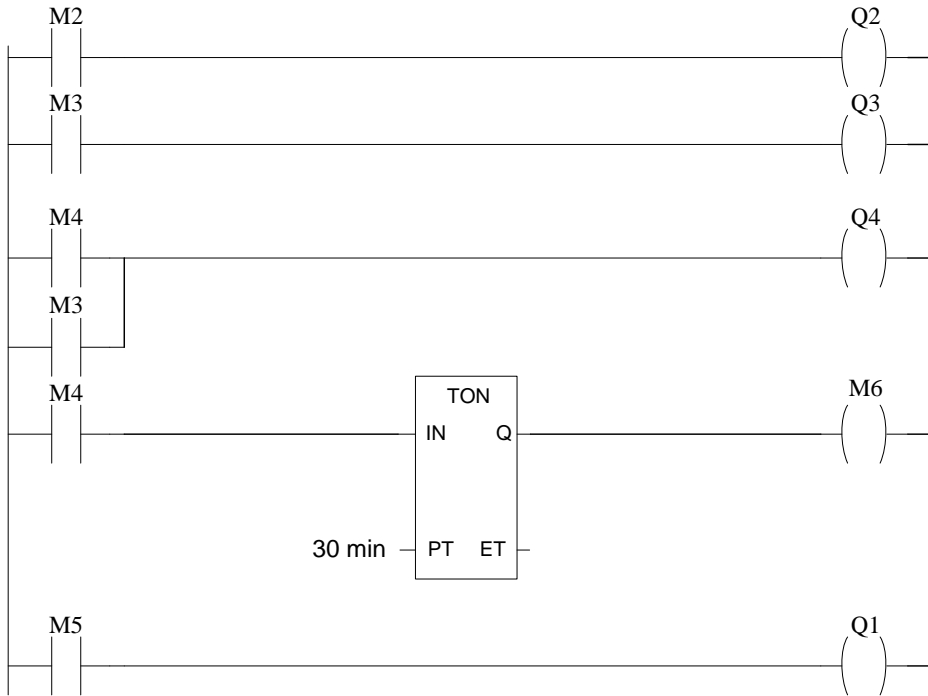 M2 Q2
M3 Q3
M4 Q4
M3
M4 M6
TON
IN Q
30 min PT ET
M5 Q1